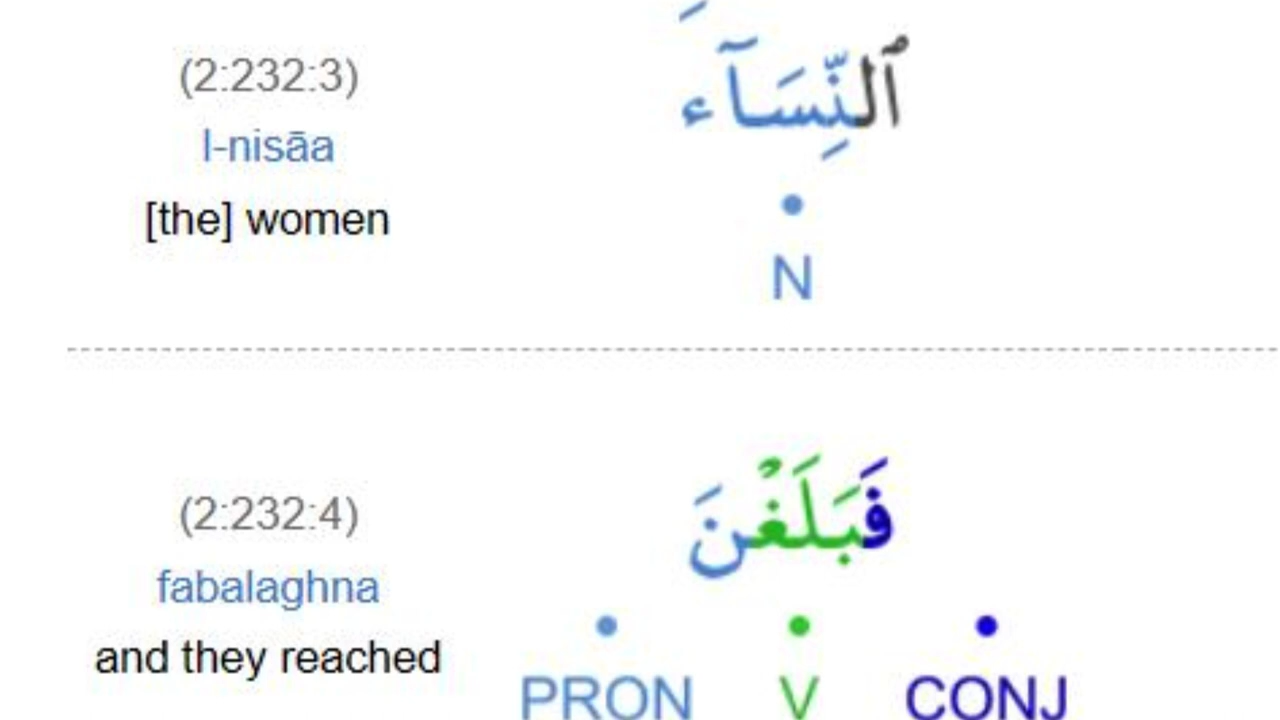 (2:232:3)
l-nisāa
[the] women
ٱلنِّسَآءَ
N
(2:232:4)
fabalaghna
and they reached
فَبَلَغْنَ
PRON V CONJ